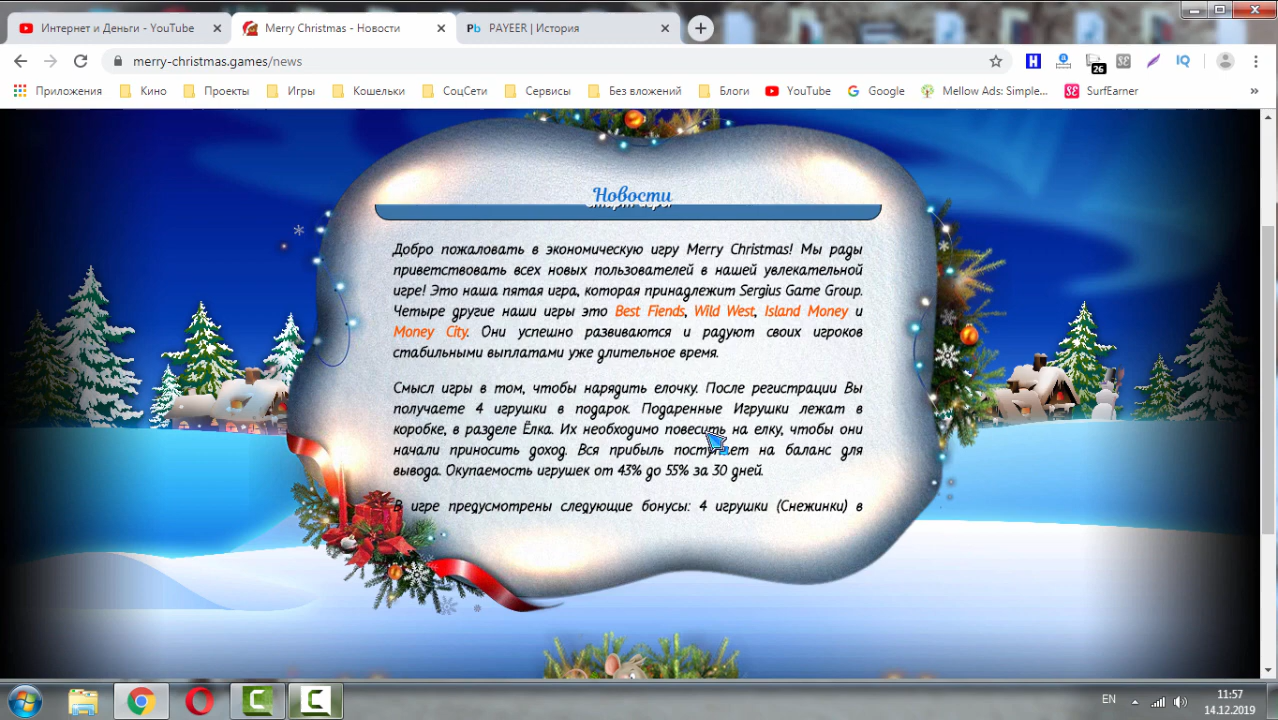 Интернет и Деньги - YouTube
Merry Christmas - Новости
PAYEER | История
merry-christmas.games/news
26
IQ
Приложения
Кино
Проекты
Игры
Кошельки
СоцСети
Сервисы
Без вложений
Блоги
YouTube
Google
Mellow Ads: Simple...
SurfEarner
Новости
Добро пожаловать в экономическую игру Merry Christmas! Мы рады
приветствовать всех новых пользователей в нашей увлекательной
игре! Это наша пятая игра, которая принадлежит Sergius Game Group.
Четыре другие наши игры это Best Fiends, Wild West, Island Money и
Money City. Они успешно развиваются и радуют своих игроков
стабильными выплатами уже длительное время.
Смысл игры в том, чтобы нарядить елочку. После регистрации Вы
получаете 4 игрушки в подарок. Подаренные Игрушки лежат в
коробке, в разделе Ёлка. Их необходимо повесить на елку, чтобы они
начали приносить доход. Вся прибыль поступает на баланс для
вывода. Окупаемость игрушек от 43% до 55% за 30 дней.
В игре предусмотрены следующие бонусы: 4 игрушки (Снежинки) в
EN
11:57
14.12.2019